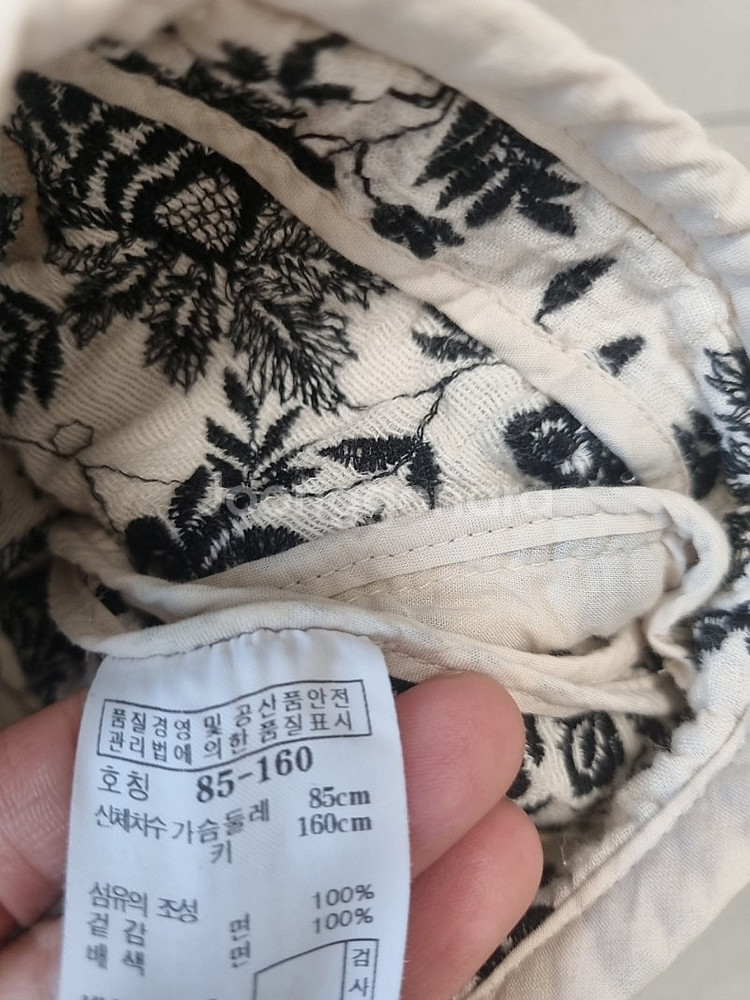 품질경영 및 공산품안전
관리법에 의한 품질표시
호칭 85-160
신체치수 가슴둘레 85cm
키 160cm
섬유의 조성
겉감 면 100%
배색 면 100%
검
사